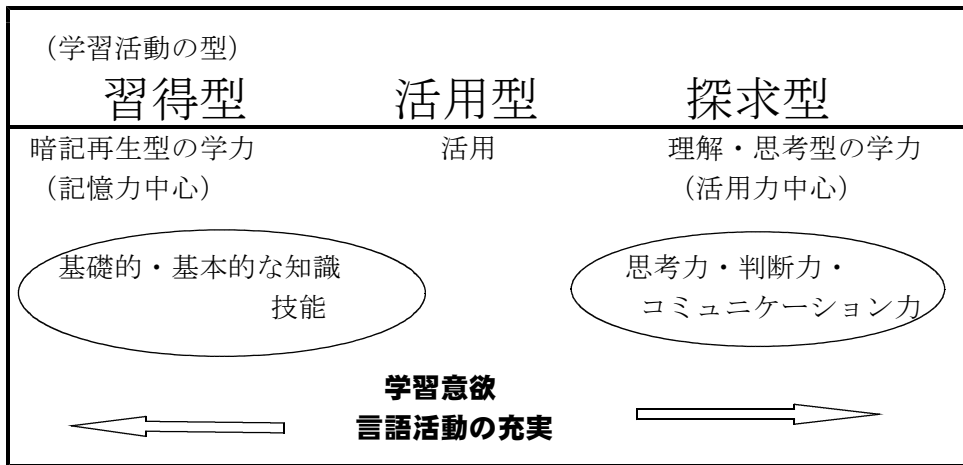 （学習活動の型）
習得型 活用型 探求型
暗記再生型の学力 活用 理解・思考型の学力
（記憶力中心） （活用力中心）
基礎的・基本的な知識 思考力・判断力・
技能 コミュニケーション力
学習意欲
言語活動の充実